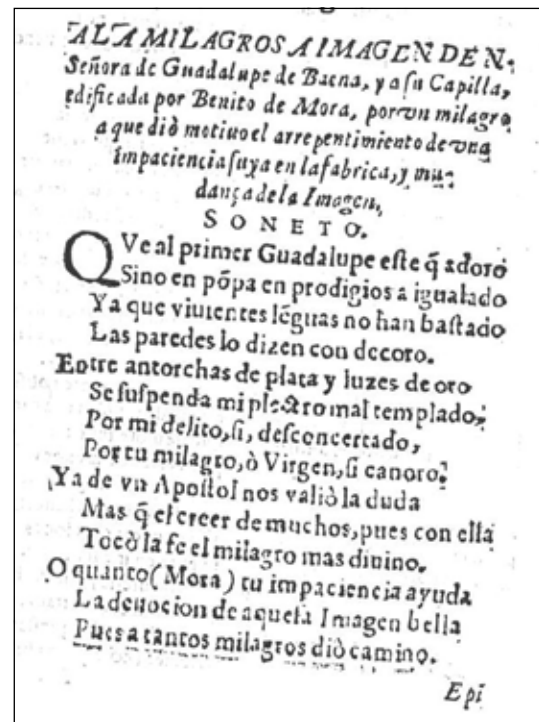 ALA MILAGROSA IMAGEN DE N.
Señora de Guadalupe de Baena, y a su Capilla,
edificada por Benito de Mora, por vn milagro
a que diò motiuo el arrepentimiento de vna
impaciencia suya en la fabrica, y mu-
dança de la Imagen.
SONETO.
QVe al primer Guadalupe este q̃ adoro
Sino en põpa en prodigios a igualado
Ya que viuientes lẽguas no han bastado
Las paredes lo dizen con decoro.
Entre antorchas de plata y luzes de oro
Se suspenda mi plectro mal templado,
Por mi delito, si, desconcertado,
Por tu milagro, ò Virgen, si canoro.
Ya de vn Apostol nos valiò la duda
Mas q̃ el creer de muchos, pues con ella
Tocò la fe el milagro mas diuino.
O quanto (Mora) tu impaciencia ayuda
La deuocion de aquesta Imagen bella
Pues a tantos milagros diò camino.
Epi